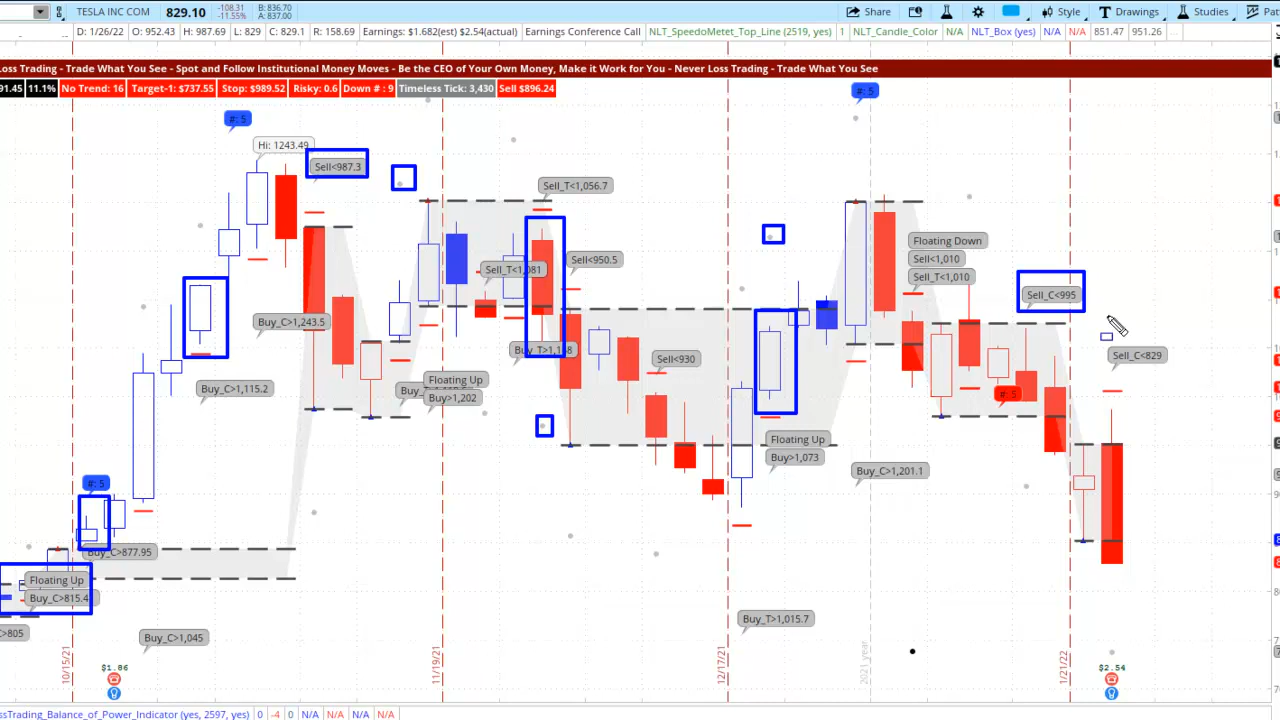 TESLA INC COM 829.10 -108.31 -11.55% B: 836.70 A: 837.00 Share Style Drawings Studies Pat
D: 1/26/22 O: 952.43 H: 987.69 L: 829 C: 829.1 R: 158.69 Earnings: $1.682(est) $2.54(actual) Earnings Conference Call NLT_SpeedoMetet_Top_Line (2519, yes) 1 NLT_Candle_Color N/A NLT_Box (yes) N/A N/A 851.47 951.26 ...
Loss Trading - Trade What You See - Spot and Follow Institutional Money Moves - Be the CEO of Your Own Money, Make it Work for You - Never Loss Trading - Trade What You See
91.45 11.1% No Trend: 16 Target-1: $737.55 Stop: $989.52 Risky: 0.6 Down # : 9 Timeless Tick: 3,430 Sell $896.24
#: 5
#: 5
Hi: 1243.49
Sell<987.3
Sell_T<1,056.7
Floating Down
Sell<1,010
Sell_T<1,010
Sell<950.5
Sell_T<1,081
Sell_C<995
Buy_C>1,243.5
Sell_C<829
Sell<930
Floating Up
Buy>1,202
Buy_C>1,115.2
#: 5
Floating Up
Buy>1,073
Buy_C>1,201.1
#: 5
Buy_C>877.95
Floating Up
Buy_C>815.4
Buy_T>1,015.7
C>805
Buy_C>1,045
10/15/21
11/19/21
12/17/21
2021 year
1/21/22
$1.86
$2.54
ssTrading_Balance_of_Power_Indicator (yes, 2597, yes) 0 -4 0 N/A N/A N/A N/A